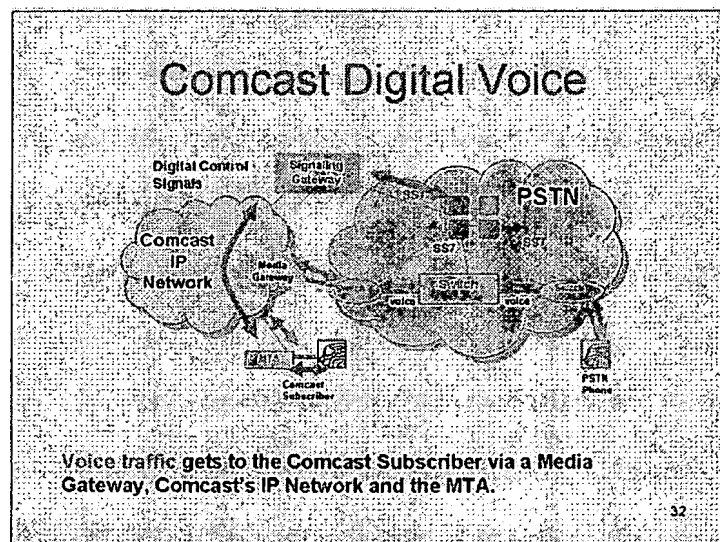 Comcast Digital Voice
Digital Control
Signals
Signaling
Gateway
PSTN
SS7
SS7
SS7
Comcast
IP
Network
Media
Gateway
Switch
voice
voice
MTA
Comcast
Subscriber
PSTN
Phone
Voice traffic gets to the Comcast Subscriber via a Media
Gateway, Comcast's IP Network and the MTA.
32